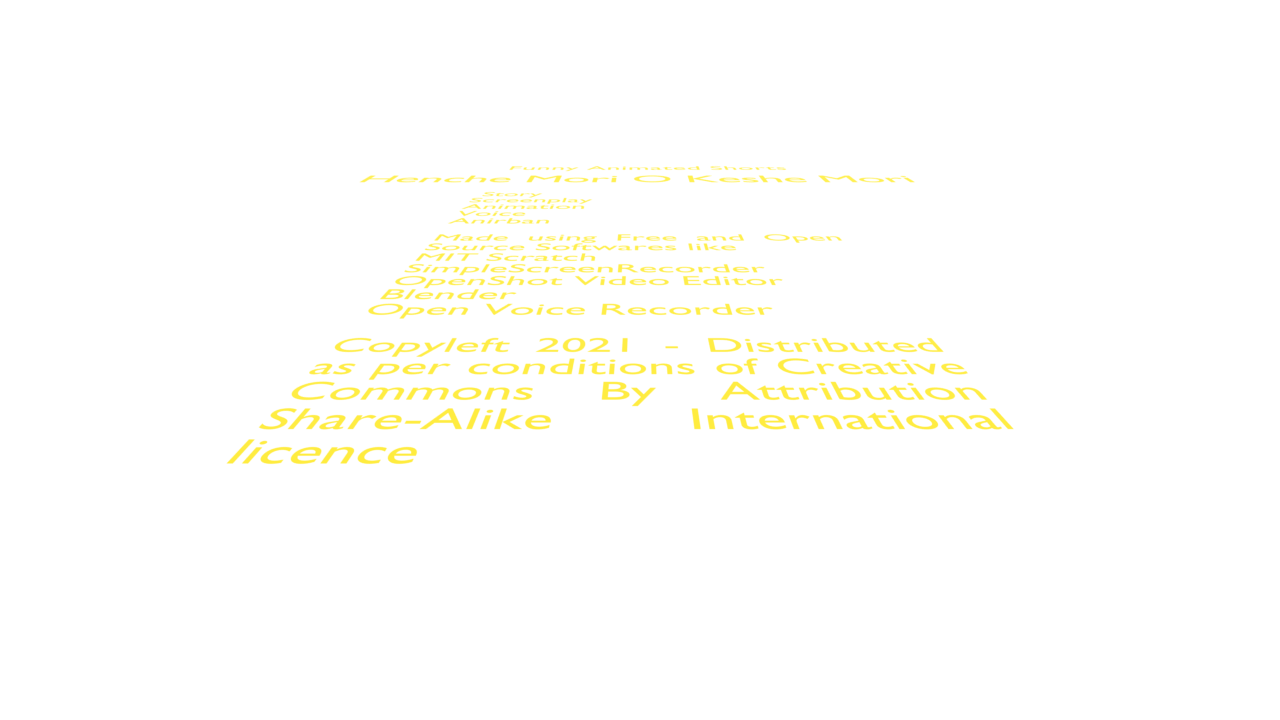 Funny Animated Shorts
Henche Mori O Keshe Mori
Story
Screenplay
Animation
Voice
Anirban
Made using Free and Open
Source Softwares like
MIT Scratch
SimpleScreenRecorder
OpenShot Video Editor
Blender
Open Voice Recorder
Copyleft 2021 - Distributed
as per conditions of Creative
Commons By Attribution
Share-Alike International
licence